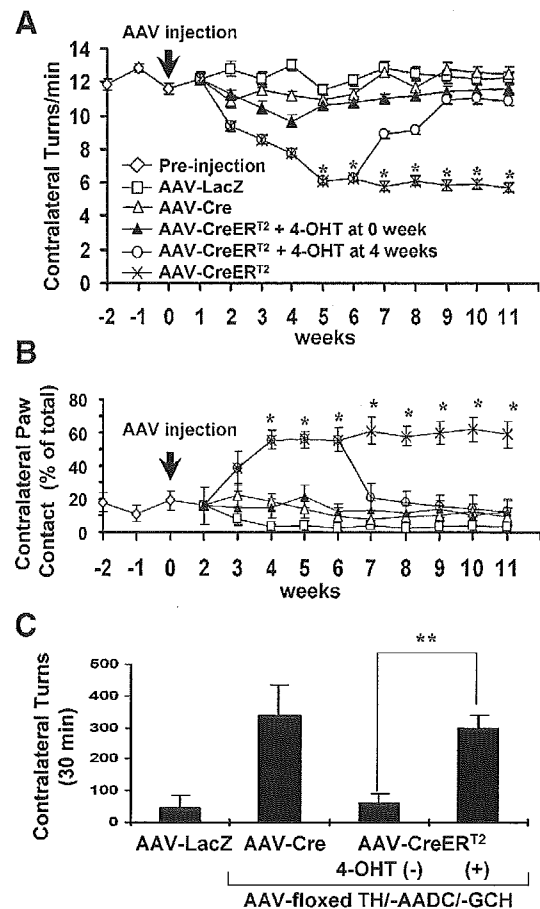 A
AAV injection
Contralateral Turns/min
14
12
10
8
6
4
2
0
Pre-injection
AAV-LacZ
AAV-Cre
AAV-CreERT2 + 4-OHT at 0 week
AAV-CreERT2 + 4-OHT at 4 weeks
AAV-CreERT2
* * * * * * *
-2 -1 0 1 2 3 4 5 6 7 8 9 10 11
weeks
B
AAV injection
Contralateral Paw
Contact (% of total)
80
60
40
20
0
* * * * * * * *
-2 -1 0 2 3 4 5 6 7 8 9 10 11
weeks
C
Contralateral Turns
(30 min)
500
400
300
200
100
0
**
AAV-LacZ AAV-Cre AAV-CreERT2
4-OHT (-) (+)
AAV-floxed TH/-AADC/-GCH